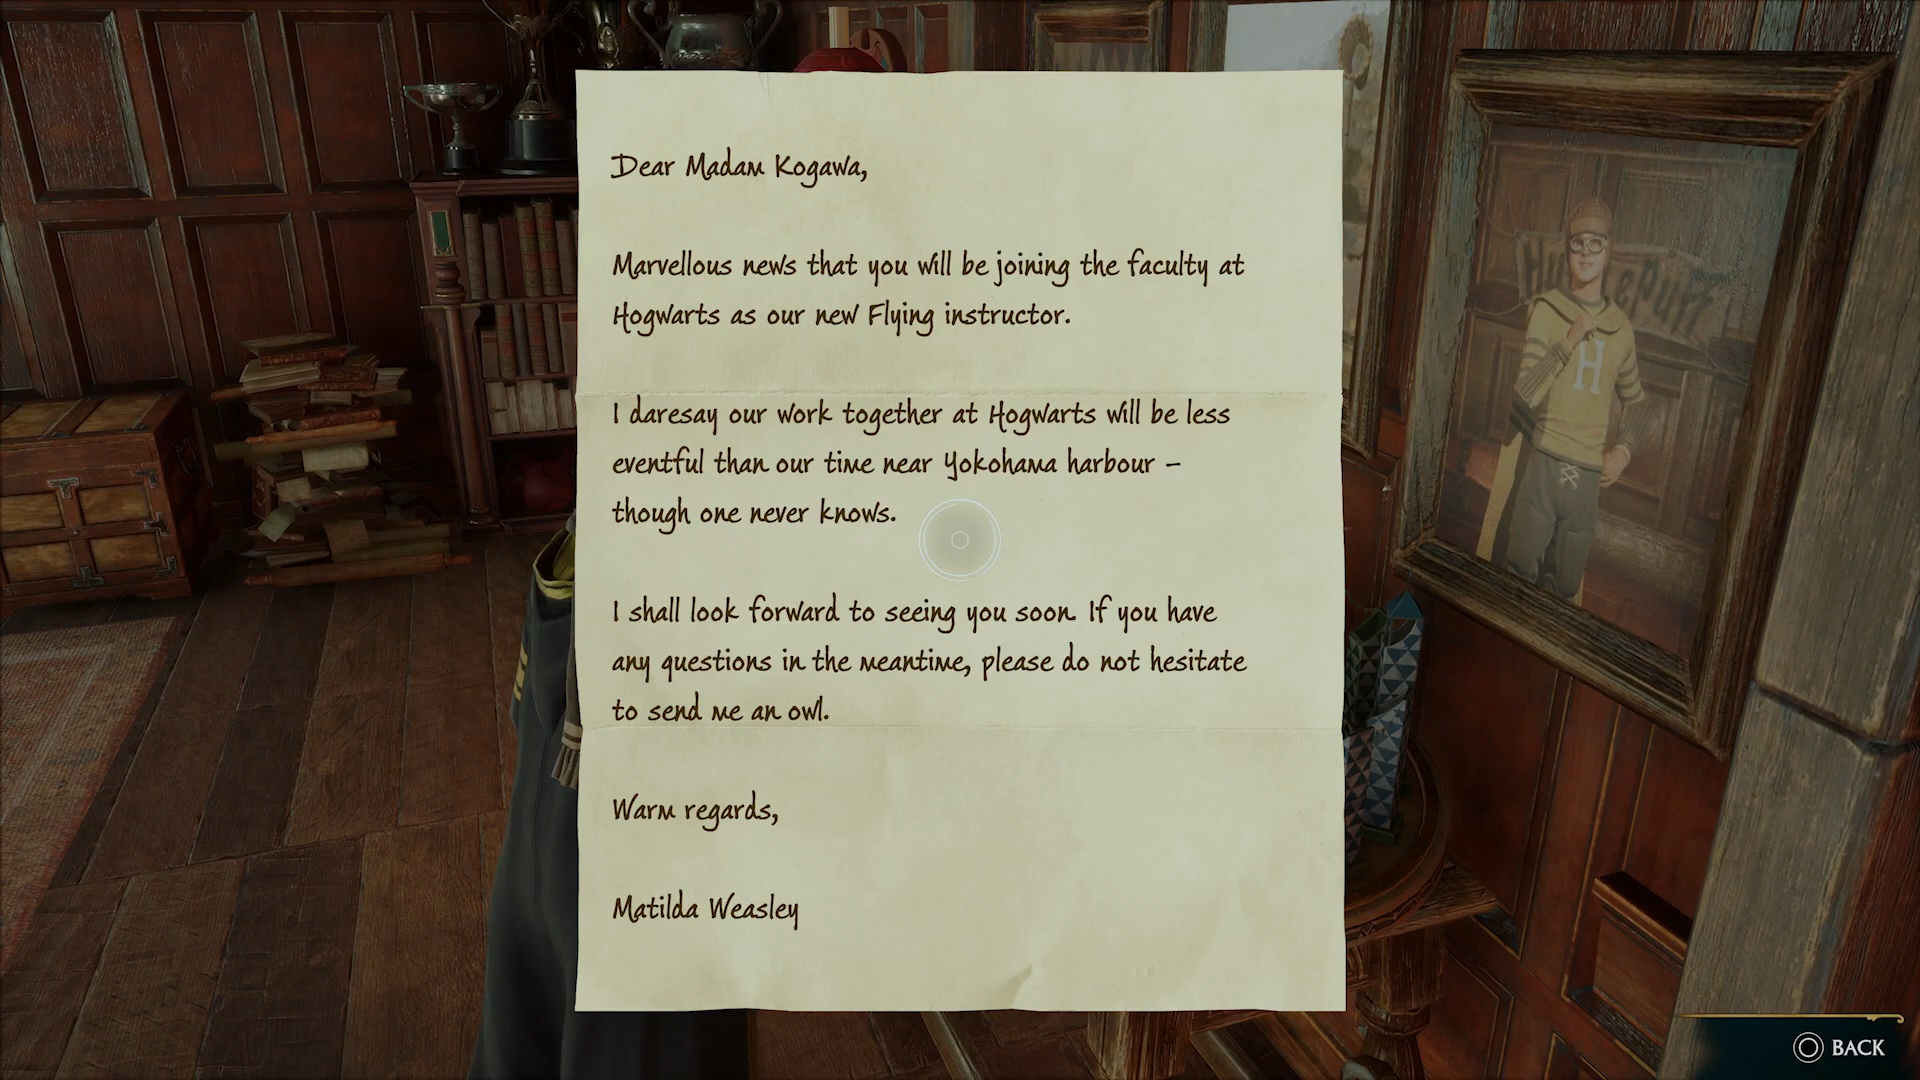 Dear Madam Kogawa,
Marvellous news that you will be joining the faculty at
Hogwarts as our new Flying instructor.
I daresay our work together at Hogwarts will be less
eventful than our time near Yokohama harbour –
though one never knows.
I shall look forward to seeing you soon. If you have
any questions in the meantime, please do not hesitate
to send me an owl.
Warm regards,
Matilda Weasley
Hufflepuff
H
BACK